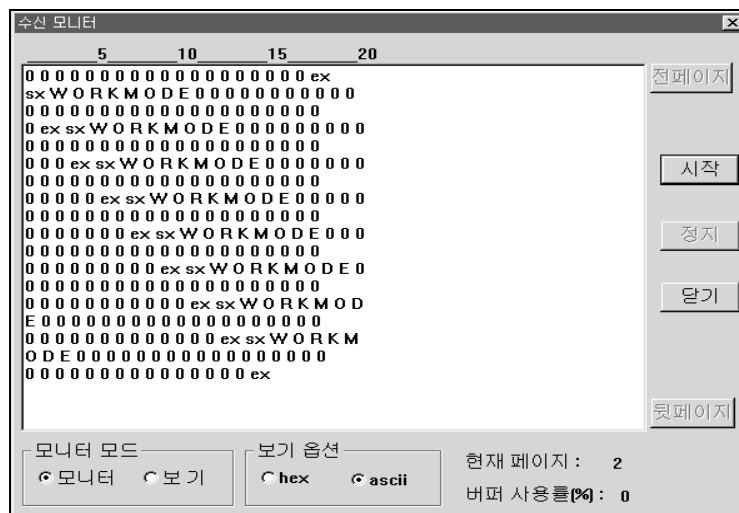 수신 모니터
5 10 15 20
0 0 0 0 0 0 0 0 0 0 0 0 0 0 0 0 0 0 0 ex
sx W O R K M O D E 0 0 0 0 0 0 0 0 0 0 0
0 0 0 0 0 0 0 0 0 0 0 0 0 0 0 0 0 0 0 0
0 ex sx W O R K M O D E 0 0 0 0 0 0 0 0 0
0 0 0 0 0 0 0 0 0 0 0 0 0 0 0 0 0 0 0 0
0 0 0 ex sx W O R K M O D E 0 0 0 0 0 0 0
0 0 0 0 0 0 0 0 0 0 0 0 0 0 0 0 0 0 0 0
0 0 0 0 0 ex sx W O R K M O D E 0 0 0 0 0
0 0 0 0 0 0 0 0 0 0 0 0 0 0 0 0 0 0 0 0
0 0 0 0 0 0 0 ex sx W O R K M O D E 0 0 0
0 0 0 0 0 0 0 0 0 0 0 0 0 0 0 0 0 0 0 0
0 0 0 0 0 0 0 0 0 ex sx W O R K M O D E 0
0 0 0 0 0 0 0 0 0 0 0 0 0 0 0 0 0 0 0 0
0 0 0 0 0 0 0 0 0 0 0 ex sx W O R K M O D
E 0 0 0 0 0 0 0 0 0 0 0 0 0 0 0 0 0 0 0
0 0 0 0 0 0 0 0 0 0 0 0 0 ex sx W O R K M
O D E 0 0 0 0 0 0 0 0 0 0 0 0 0 0 0 0 0
0 0 0 0 0 0 0 0 0 0 0 0 0 0 0 ex
전페이지
시작
정지
닫기
뒷페이지
모니터 모드
모니터 보기
보기 옵션
hex ascii
현재 페이지 : 2
버퍼 사용률(%) : 0